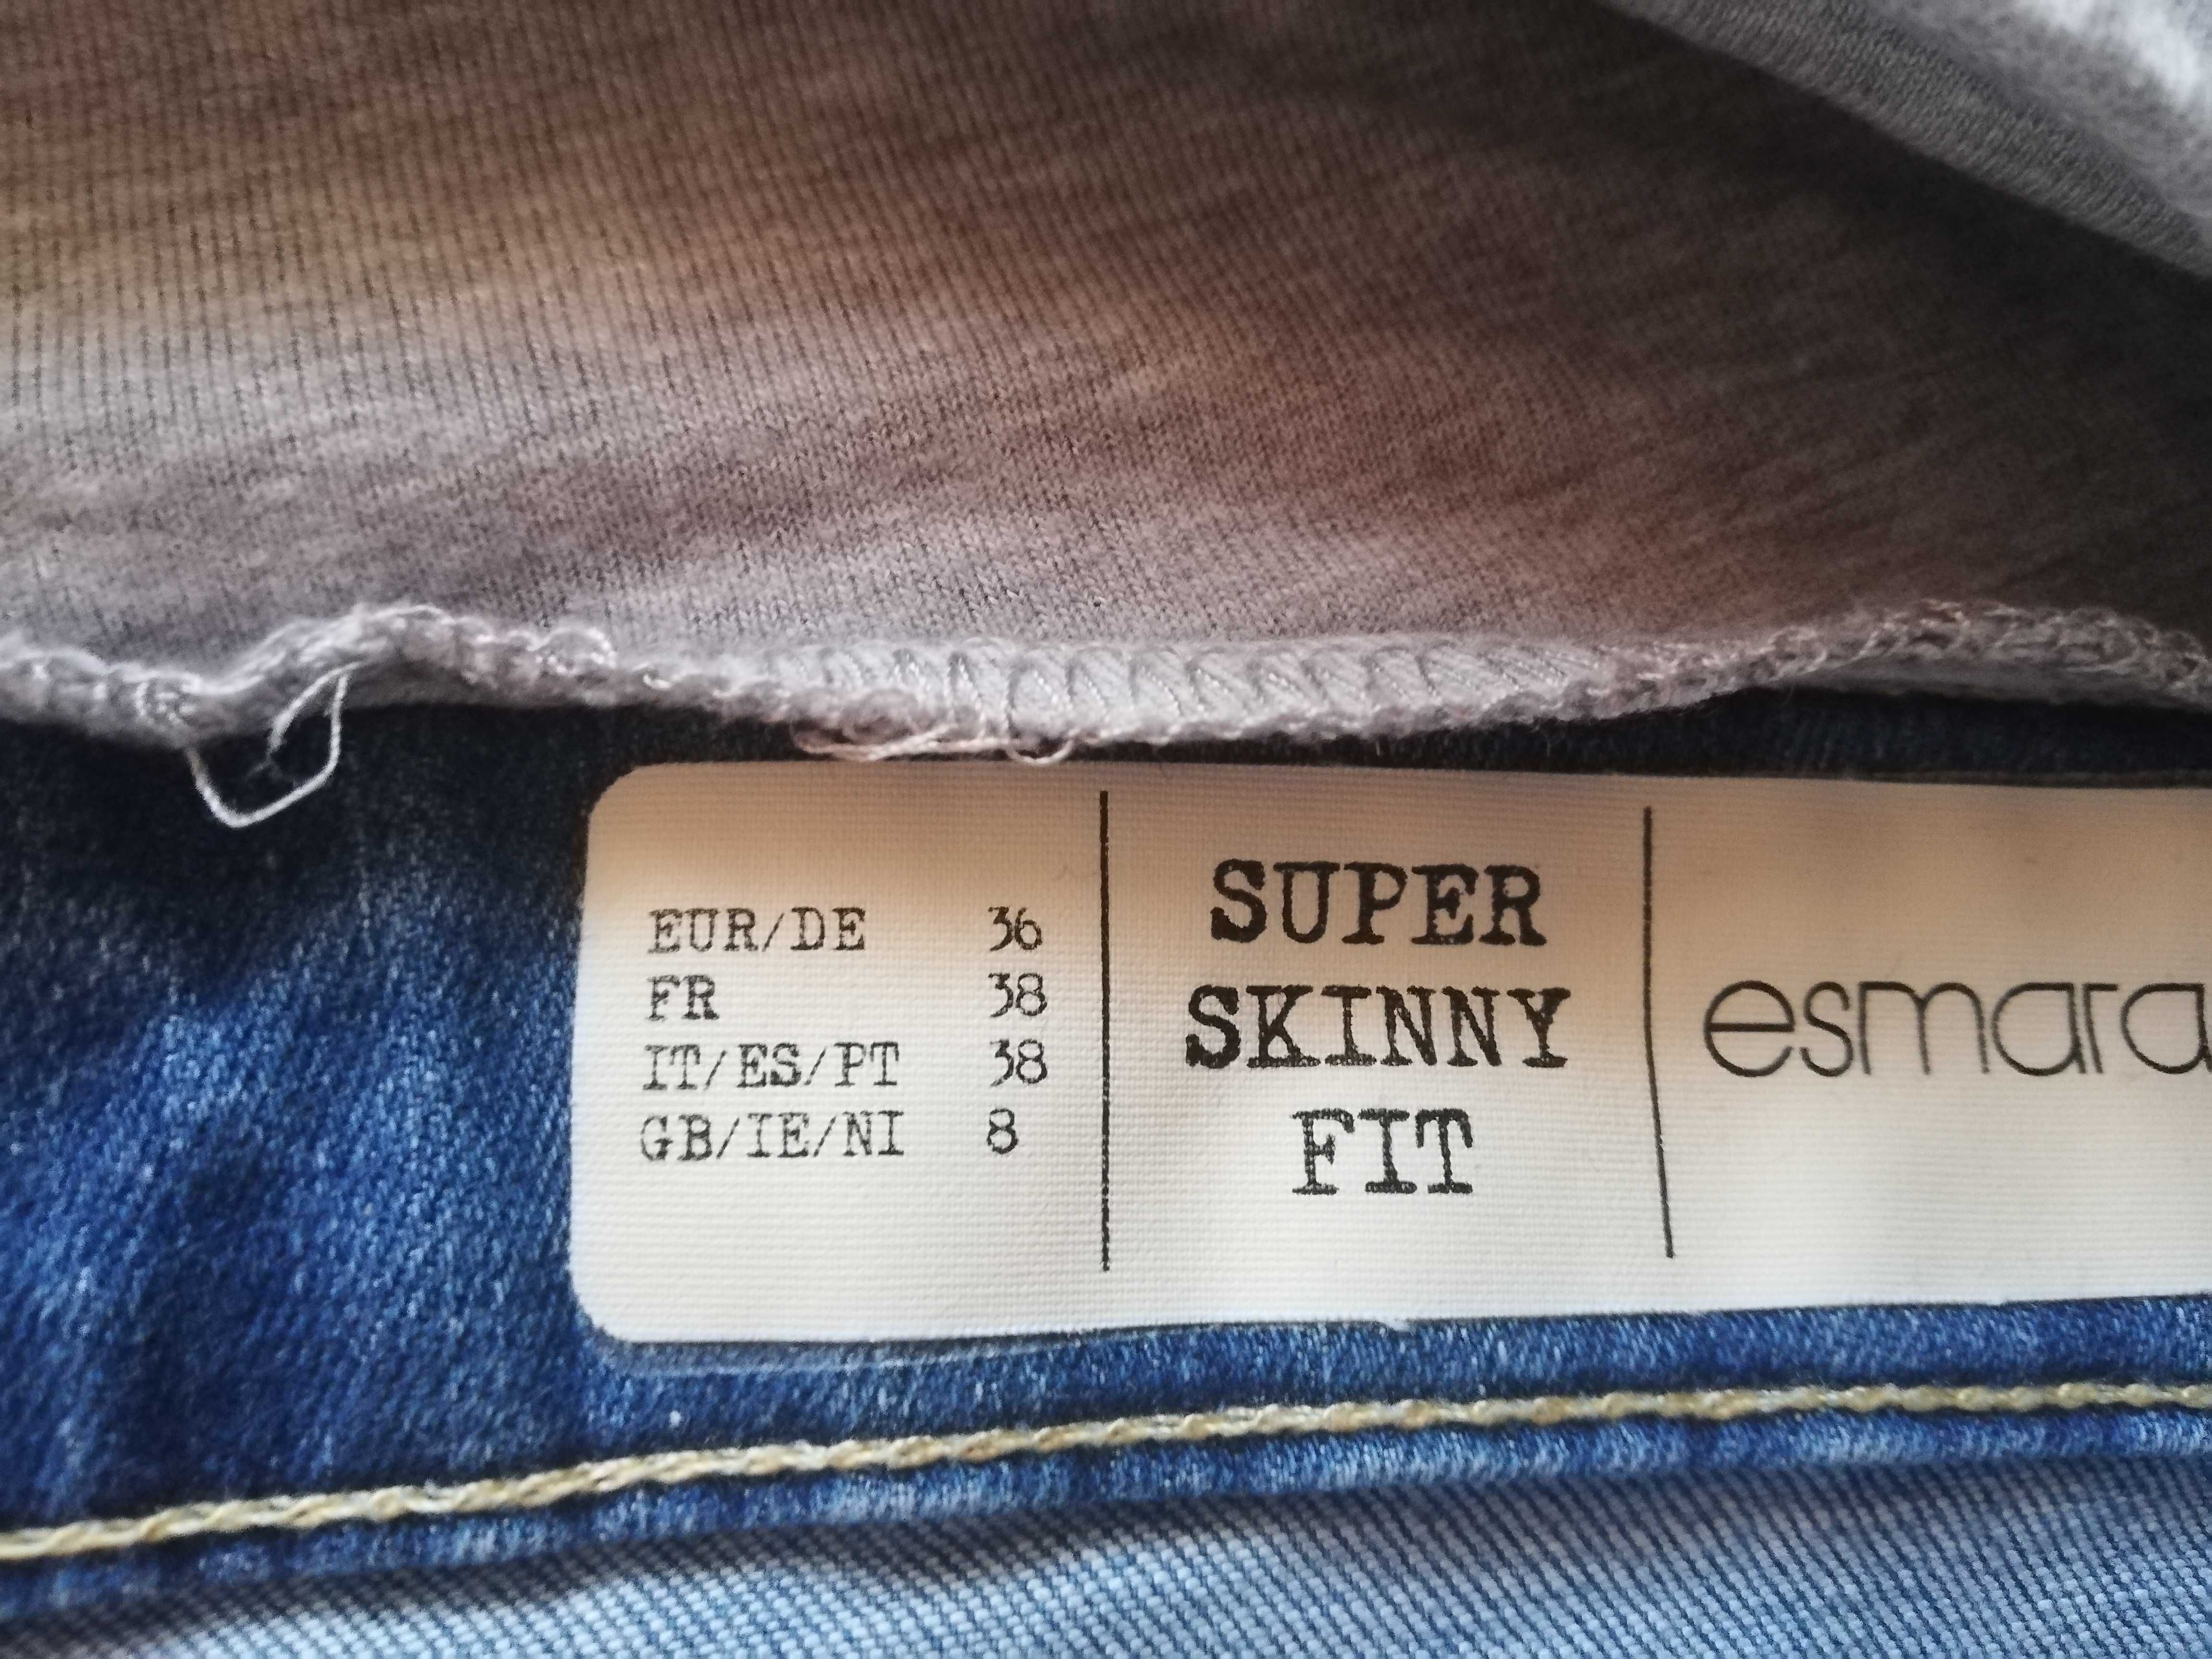 EUR/DE 36
FR 38
IT/ES/PT 38
GB/IE/NI 8
SUPER
SKINNY
FIT
esmara